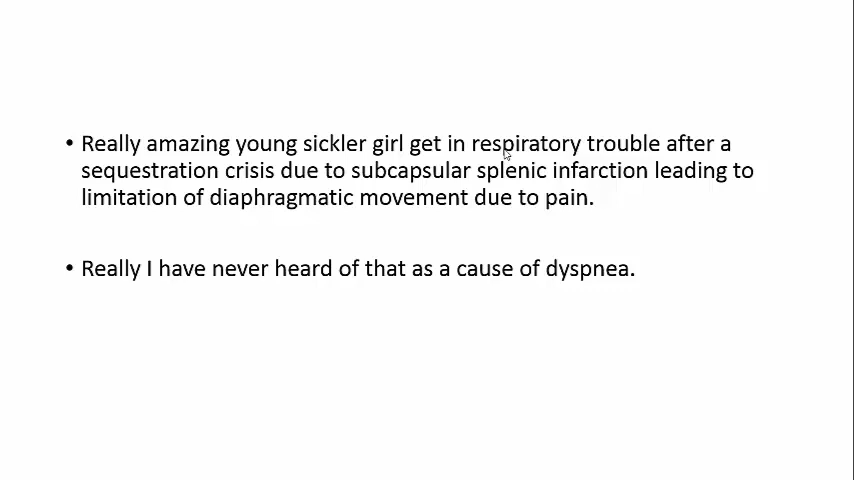 • Really amazing young sickler girl get in respiratory trouble after a
sequestration crisis due to subcapsular splenic infarction leading to
limitation of diaphragmatic movement due to pain.
• Really I have never heard of that as a cause of dyspnea.